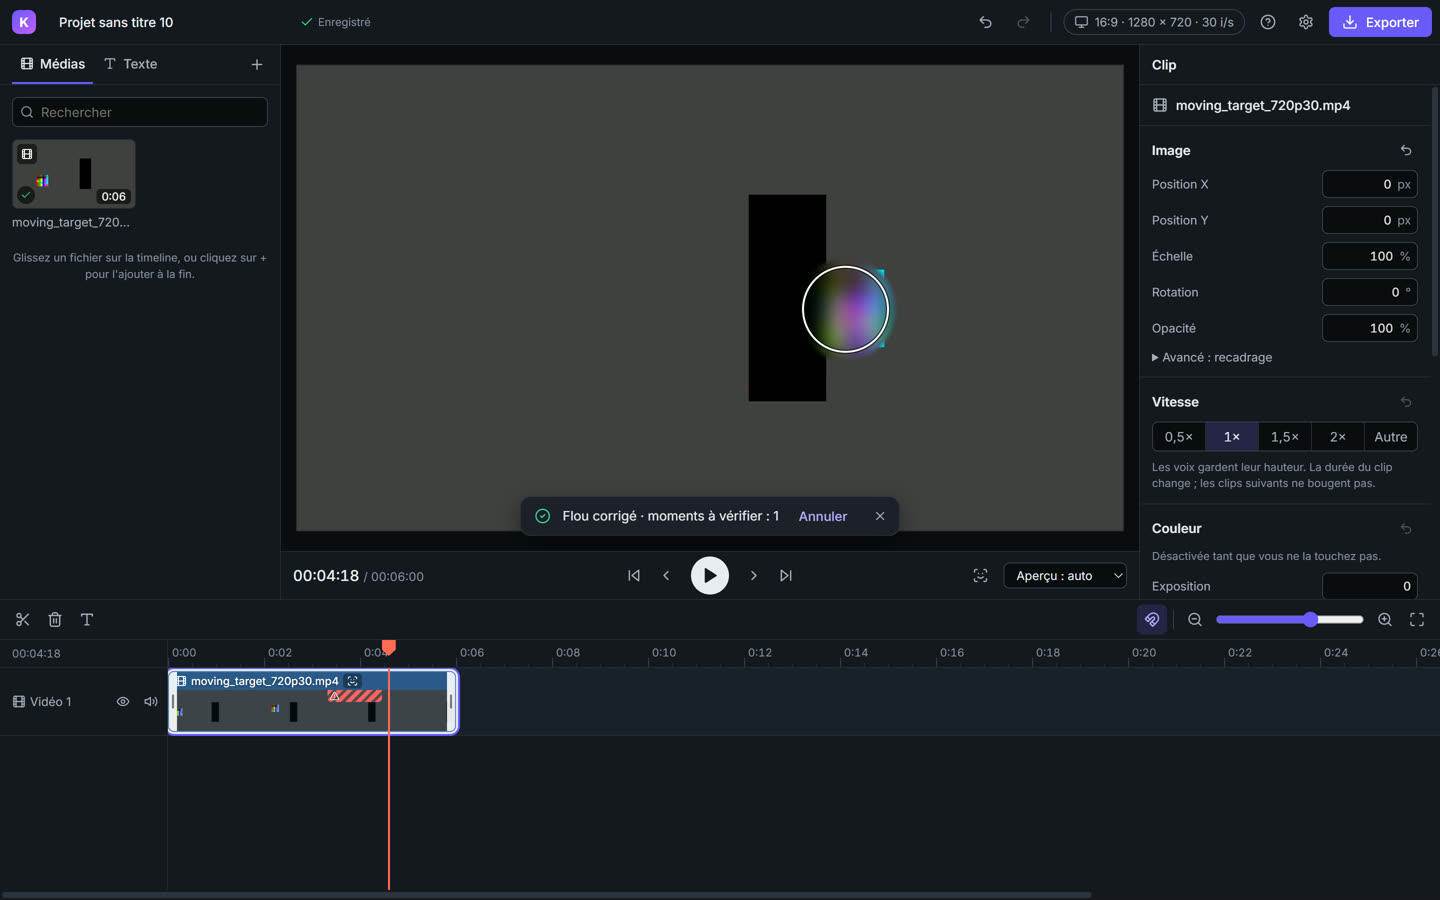 K
Projet sans titre 10
Enregistré
16:9 · 1280 × 720 · 30 i/s
Exporter
Médias
Texte
Rechercher
0:06
moving_target_720...
Glissez un fichier sur la timeline, ou cliquez sur +
pour l'ajouter à la fin.
Flou corrigé · moments à vérifier : 1
Annuler
00:04:18 / 00:06:00
Aperçu : auto
Clip
moving_target_720p30.mp4
Image
Position X
0 px
Position Y
0 px
Échelle
100 %
Rotation
0 °
Opacité
100 %
Avancé : recadrage
Vitesse
0,5×
1×
1,5×
2×
Autre
Les voix gardent leur hauteur. La durée du clip
change ; les clips suivants ne bougent pas.
Couleur
Désactivée tant que vous ne la touchez pas.
Exposition
0
00:04:18
0:00
0:02
0:04
0:06
0:08
0:10
0:12
0:14
0:16
0:18
0:20
0:22
0:24
moving_target_720p30.mp4
Vidéo 1